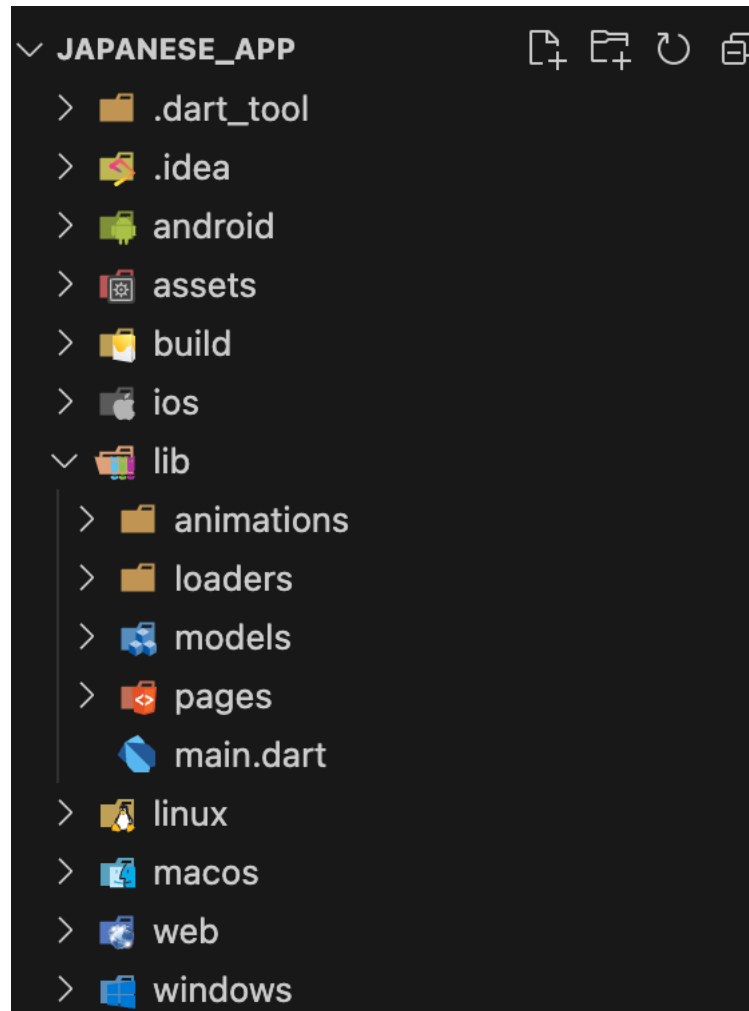 JAPANESE_APP
.dart_tool
.idea
android
assets
build
ios
lib
animations
loaders
models
pages
main.dart
linux
macos
web
windows